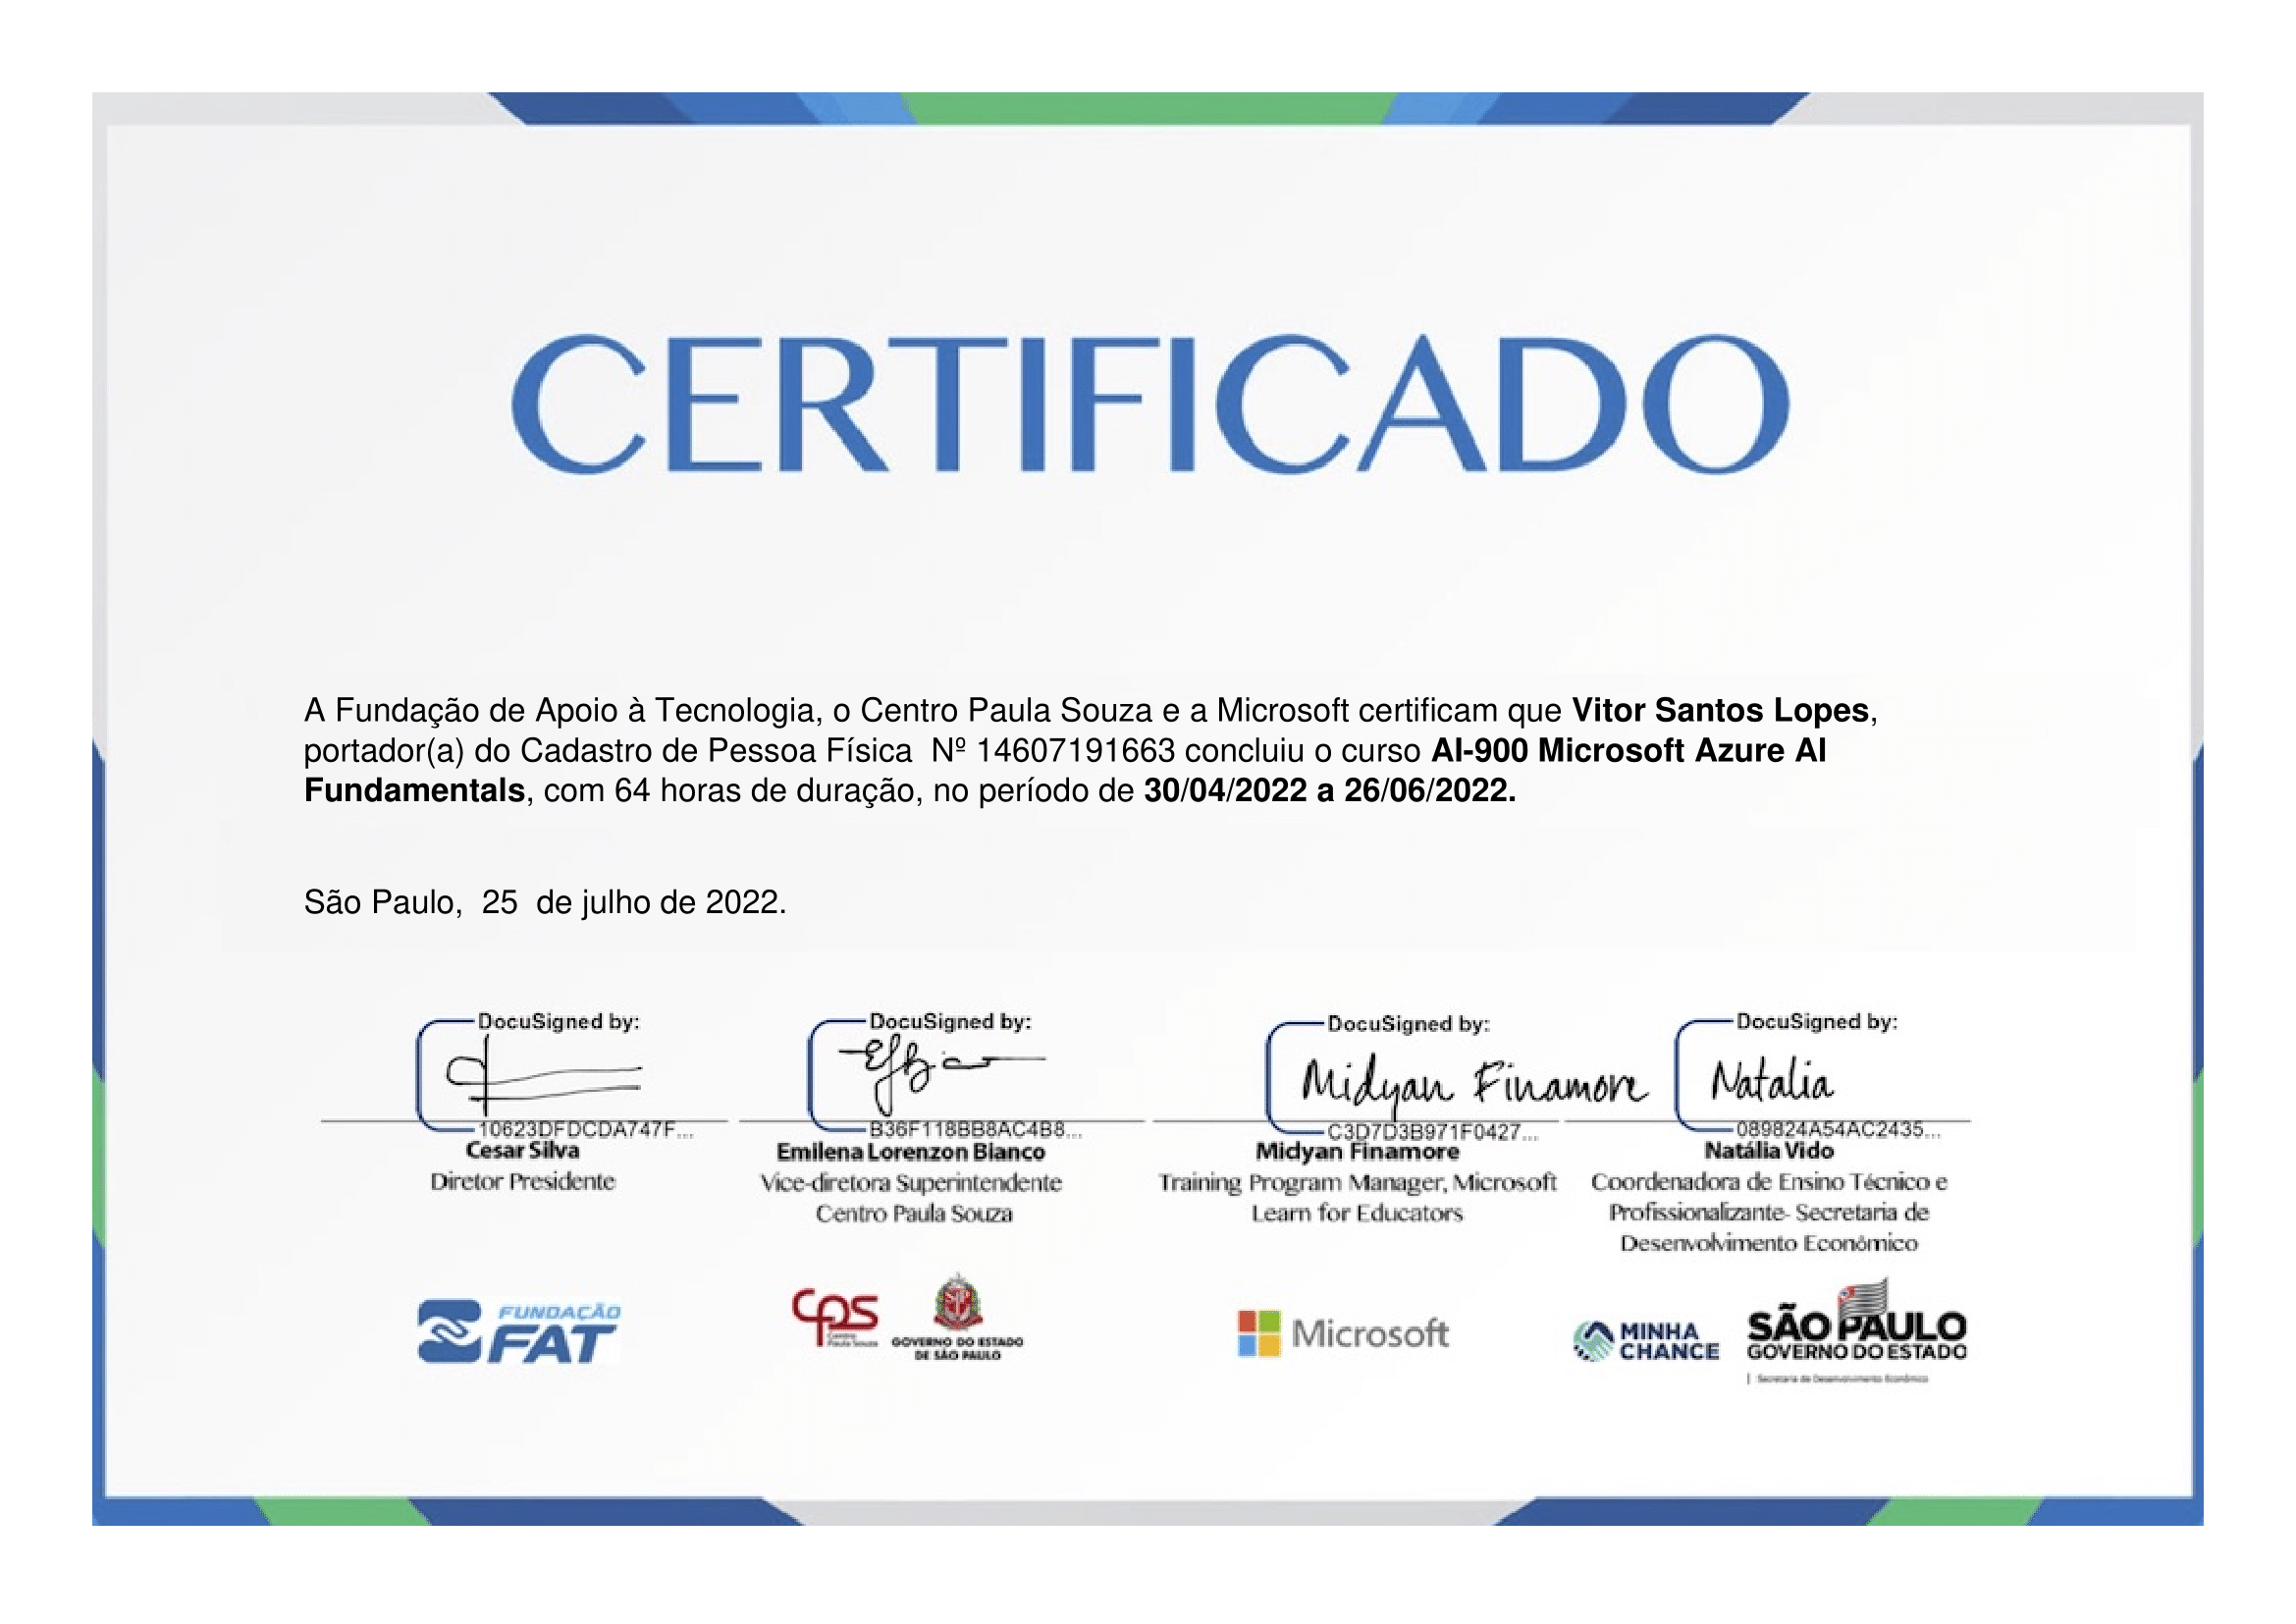 CERTIFICADO
A Fundação de Apoio à Tecnologia, o Centro Paula Souza e a Microsoft certificam que Vitor Santos Lopes,
portador(a) do Cadastro de Pessoa Física Nº 14607191663 concluiu o curso AI-900 Microsoft Azure AI
Fundamentals, com 64 horas de duração, no período de 30/04/2022 a 26/06/2022.
São Paulo, 25 de julho de 2022.
DocuSigned by:
10623DFDCDA747F...
Cesar Silva
Diretor Presidente
DocuSigned by:
B36F118BB8AC4B8...
Emilena Lorenzon Bianco
Vice-diretora Superintendente
Centro Paula Souza
DocuSigned by:
Midyan Finamore
C3D7D3B971F0427...
Midyan Finamore
Training Program Manager, Microsoft
Learn for Educators
DocuSigned by:
Natalia
089824A54AC2435...
Natália Vido
Coordenadora de Ensino Técnico e
Profissionalizante- Secretaria de
Desenvolvimento Econômico
FUNDAÇÃO
FAT
cps
Centro
Paula Souza
GOVERNO DO ESTADO
DE SÃO PAULO
Microsoft
MINHA
CHANCE
SÃO PAULO
GOVERNO DO ESTADO
Secretaria de Desenvolvimento Econômico